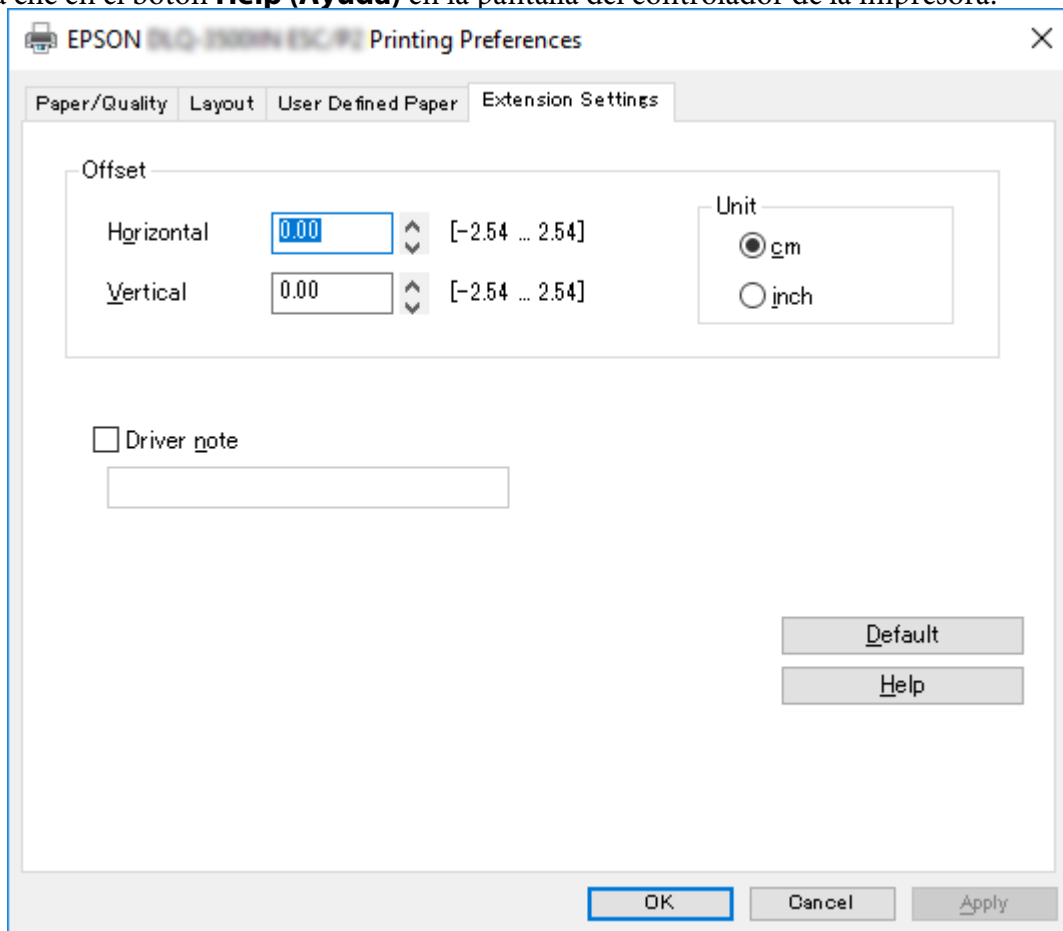 clic en el botón Help (Ayuda) en la pantalla del controlador de la impresora.
EPSON Printing Preferences
Paper/Quality Layout User Defined Paper Extension Settings
Offset
Horizontal 0.00 [-2.54 ... 2.54]
Vertical 0.00 [-2.54 ... 2.54]
Unit
cm
inch
Driver note
Default
Help
OK Cancel Apply